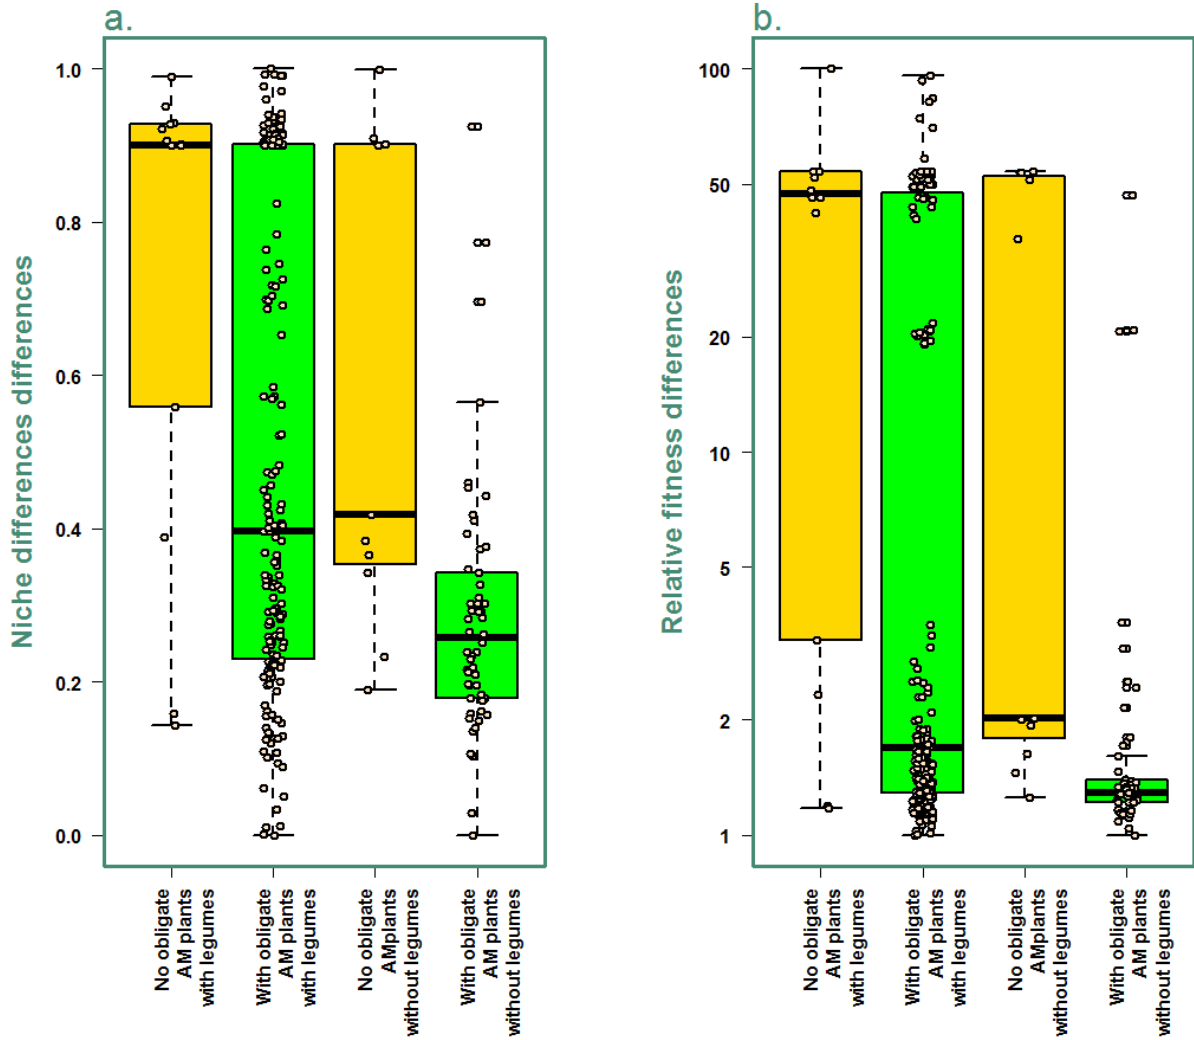 a.
Niche differences differences
1.0
0.8
0.6
0.4
0.2
0.0
No obligate
AM plants
with legumes
With obligate
AM plants
with legumes
No obligate
AMplants
without legumes
With obligate
AM plants
without legumes
b.
Relative fitness differences
100
50
20
10
5
2
1
No obligate
AM plants
with legumes
With obligate
AM plants
with legumes
No obligate
AMplants
without legumes
With obligate
AM plants
without legumes